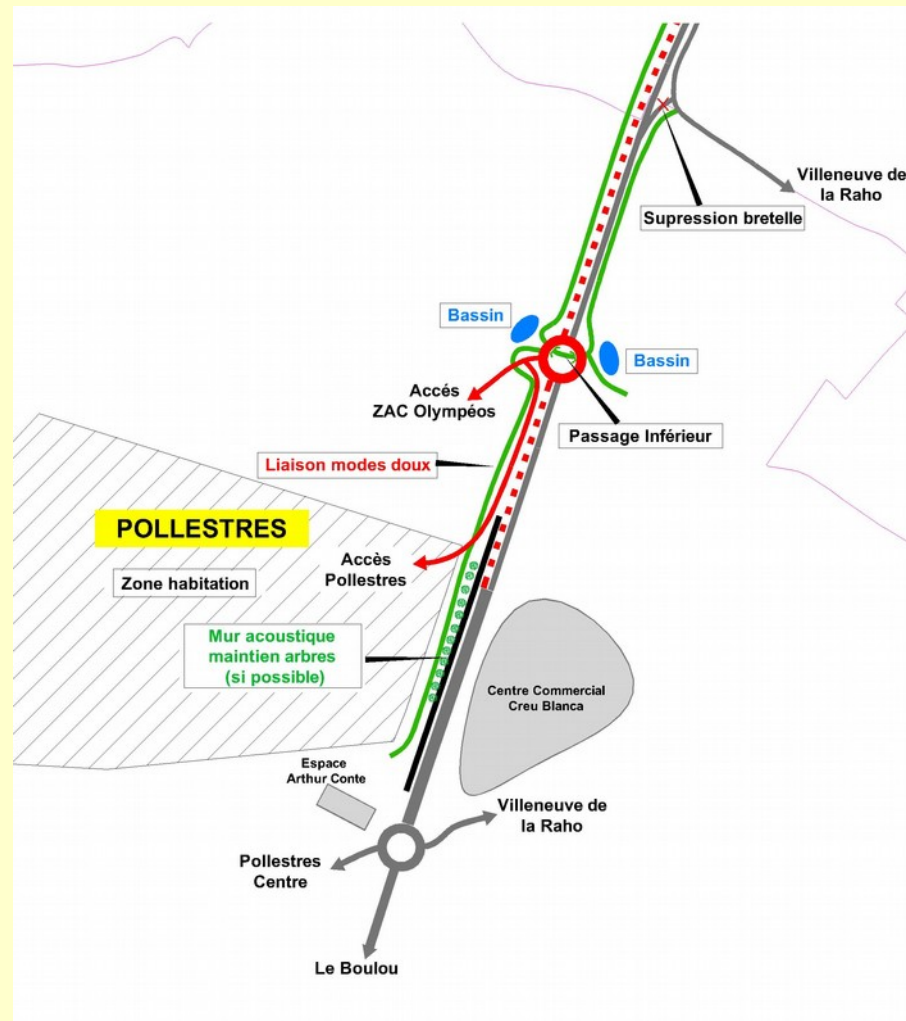 Villeneuve de
la Raho
Supression bretelle
Bassin
Bassin
Accés
ZAC Olympéos
Passage Inférieur
Liaison modes doux
POLLESTRES
Accès
Pollestres
Zone habitation
Mur acoustique
maintien arbres
(si possible)
Centre Commercial
Creu Blanca
Espace
Arthur Conte
Villeneuve de
la Raho
Pollestres
Centre
Le Boulou